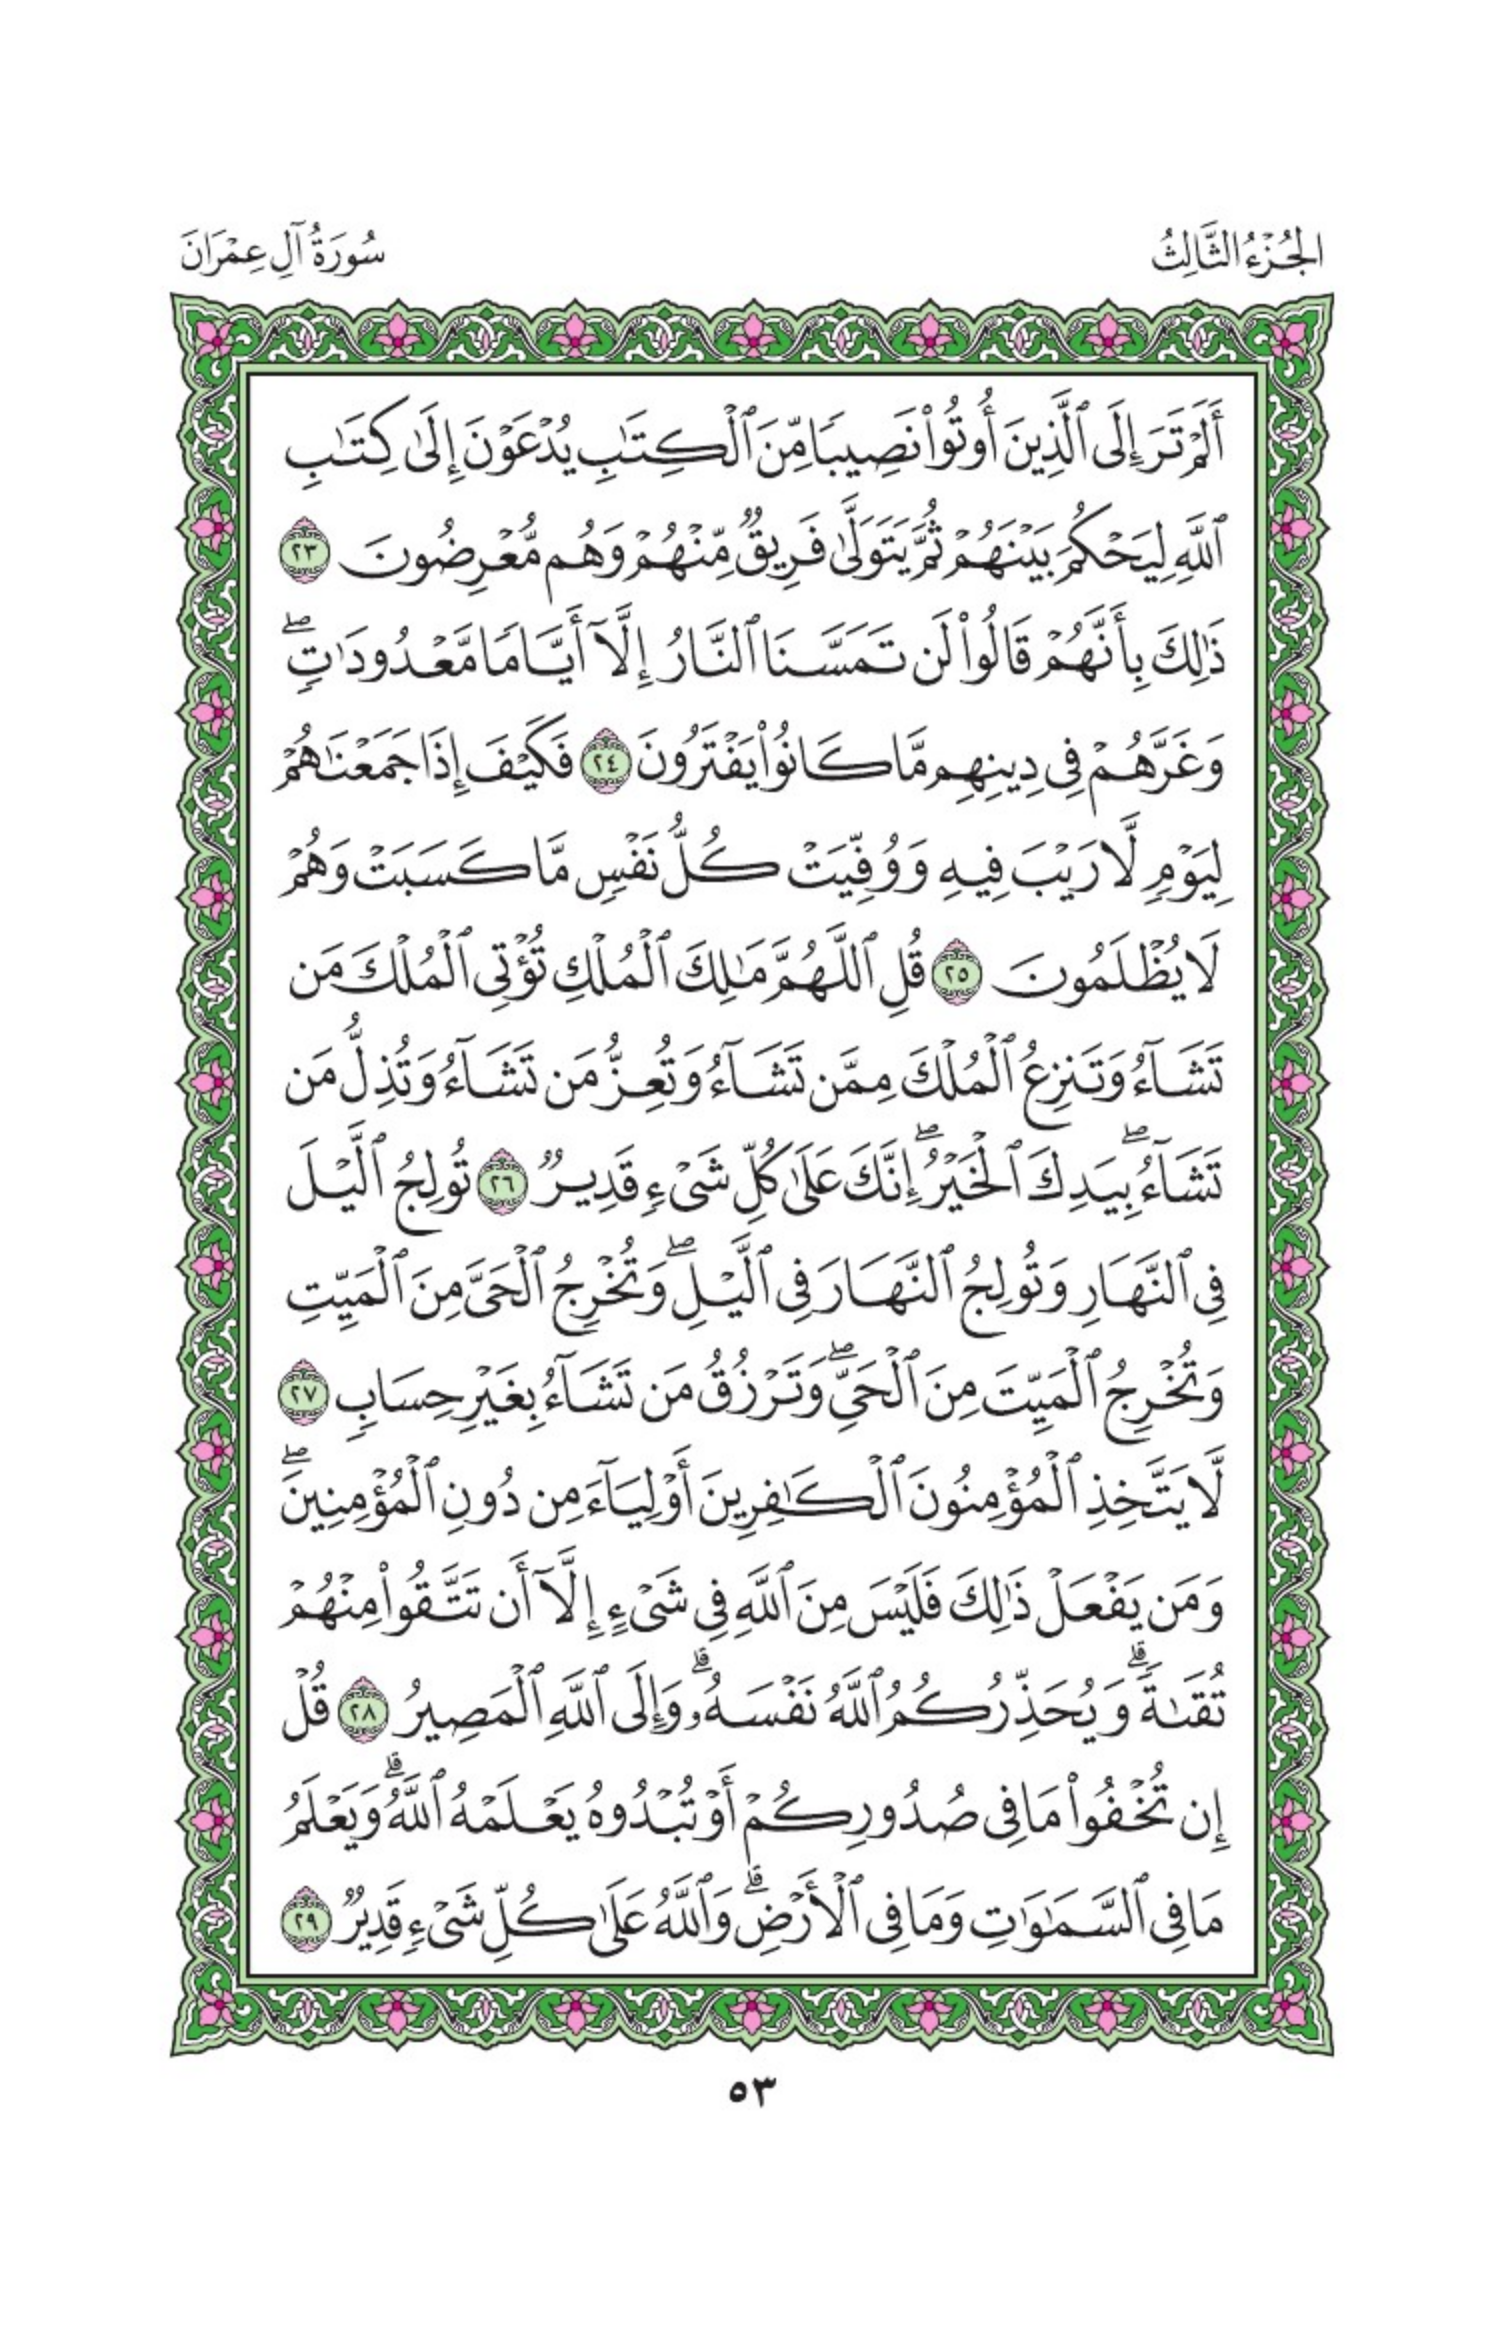 الجُزْءُ الثَّالِثُ
سُورَةُ آلِ عِمْرَانَ
أَلَمْ تَرَ إِلَى ٱلَّذِينَ أُوتُواْ نَصِيبًا مِّنَ ٱلْكِتَٰبِ يُدْعَوْنَ إِلَىٰ كِتَٰبِ
ٱللَّهِ لِيَحْكُمَ بَيْنَهُمْ ثُمَّ يَتَوَلَّىٰ فَرِيقٌ مِّنْهُمْ وَهُم مُّعْرِضُونَ ٢٣
ذَٰلِكَ بِأَنَّهُمْ قَالُواْ لَن تَمَسَّنَا ٱلنَّارُ إِلَّآ أَيَّامًا مَّعْدُودَٰتٍۖ
وَغَرَّهُمْ فِى دِينِهِم مَّا كَانُواْ يَفْتَرُونَ ٢٤ فَكَيْفَ إِذَا جَمَعْنَٰهُمْ
لِيَوْمٍ لَّا رَيْبَ فِيهِ وَوُفِّيَتْ كُلُّ نَفْسٍ مَّا كَسَبَتْ وَهُمْ
لَا يُظْلَمُونَ ٢٥ قُلِ ٱللَّهُمَّ مَٰلِكَ ٱلْمُلْكِ تُؤْتِى ٱلْمُلْكَ مَن
تَشَآءُ وَتَنزِعُ ٱلْمُلْكَ مِمَّن تَشَآءُ وَتُعِزُّ مَن تَشَآءُ وَتُذِلُّ مَن
تَشَآءُۖ بِيَدِكَ ٱلْخَيْرُۖ إِنَّكَ عَلَىٰ كُلِّ شَىْءٍ قَدِيرٌ ٢٦ تُولِجُ ٱلَّيْلَ
فِى ٱلنَّهَارِ وَتُولِجُ ٱلنَّهَارَ فِى ٱلَّيْلِۖ وَتُخْرِجُ ٱلْحَىَّ مِنَ ٱلْمَيِّتِ
وَتُخْرِجُ ٱلْمَيِّتَ مِنَ ٱلْحَىِّۖ وَتَرْزُقُ مَن تَشَآءُ بِغَيْرِ حِسَابٍ ٢٧
لَّا يَتَّخِذِ ٱلْمُؤْمِنُونَ ٱلْكَٰفِرِينَ أَوْلِيَآءَ مِن دُونِ ٱلْمُؤْمِنِينَۖ
وَمَن يَفْعَلْ ذَٰلِكَ فَلَيْسَ مِنَ ٱللَّهِ فِى شَىْءٍ إِلَّآ أَن تَتَّقُواْ مِنْهُمْ
تُقَىٰةًۗ وَيُحَذِّرُكُمُ ٱللَّهُ نَفْسَهُۥۗ وَإِلَى ٱللَّهِ ٱلْمَصِيرُ ٢٨ قُلْ
إِن تُخْفُواْ مَا فِى صُدُورِكُمْ أَوْ تُبْدُوهُ يَعْلَمْهُ ٱللَّهُۗ وَيَعْلَمُ
مَا فِى ٱلسَّمَٰوَٰتِ وَمَا فِى ٱلْأَرْضِۗ وَٱللَّهُ عَلَىٰ كُلِّ شَىْءٍ قَدِيرٌ ٢٩
٥٣